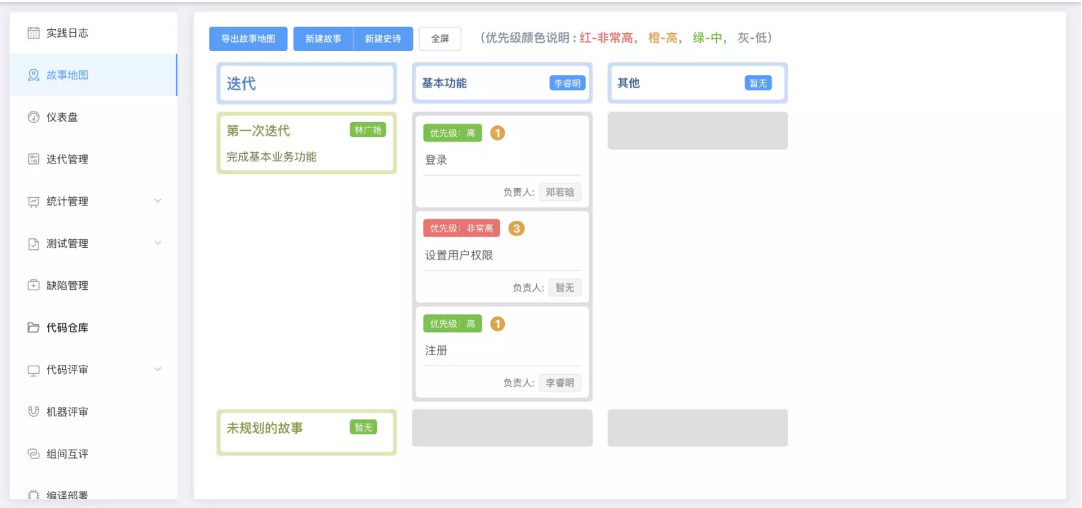 实践日志
故事地图
仪表盘
迭代管理
统计管理
测试管理
缺陷管理
代码仓库
代码评审
机器评审
组间互评
编译部署
导出故事地图 新建故事 新建史诗 全屏 (优先级颜色说明 : 红-非常高, 橙-高, 绿-中, 灰-低)
迭代 基本功能 李睿明 其他 暂无
第一次迭代 林广艳
完成基本业务功能
优先级：高 1
登录
负责人: 邓若晗
优先级：非常高 3
设置用户权限
负责人: 暂无
优先级：高 1
注册
负责人: 李睿明
未规划的故事 暂无